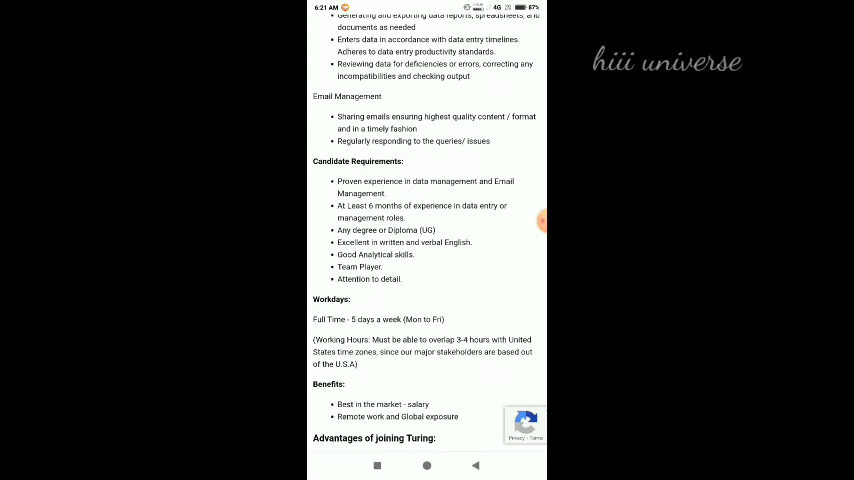 6:21 AM
4G
87%
Generating and exporting data reports, spreadsheets, and
documents as needed
Enters data in accordance with data entry timelines.
Adheres to data entry productivity standards.
Reviewing data for deficiencies or errors, correcting any
incompatibilities and checking output
Email Management
Sharing emails ensuring highest quality content / format
and in a timely fashion
Regularly responding to the queries/ issues
Candidate Requirements:
Proven experience in data management and Email
Management.
At Least 6 months of experience in data entry or
management roles.
Any degree or Diploma (UG)
Excellent in written and verbal English.
Good Analytical skills.
Team Player.
Attention to detail.
Workdays:
Full Time - 5 days a week (Mon to Fri)
(Working Hours: Must be able to overlap 3-4 hours with United
States time zones, since our major stakeholders are based out
of the U.S.A)
Benefits:
Best in the market - salary
Remote work and Global exposure
Advantages of joining Turing:
Privacy - Terms
hiii universe